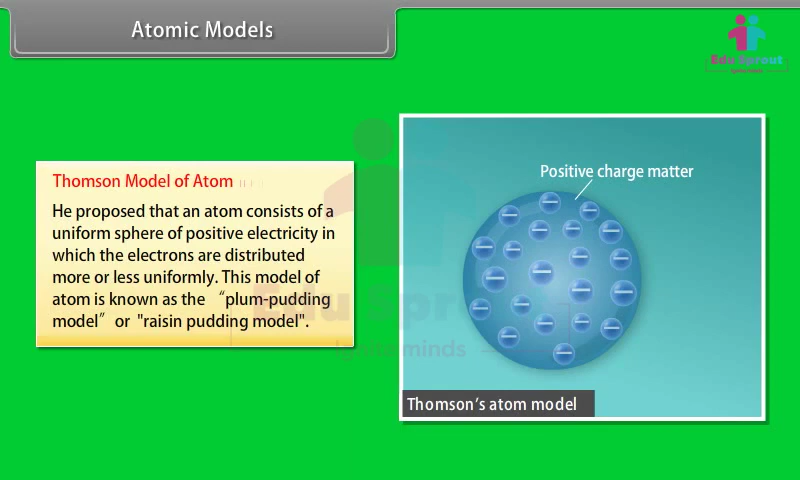 Atomic Models
Edu Sprout
Thomson Model of Atom
He proposed that an atom consists of a
uniform sphere of positive electricity in
which the electrons are distributed
more or less uniformly. This model of
atom is known as the “plum-pudding
model” or "raisin pudding model".
Positive charge matter
Thomson's atom model
Edu Sprout